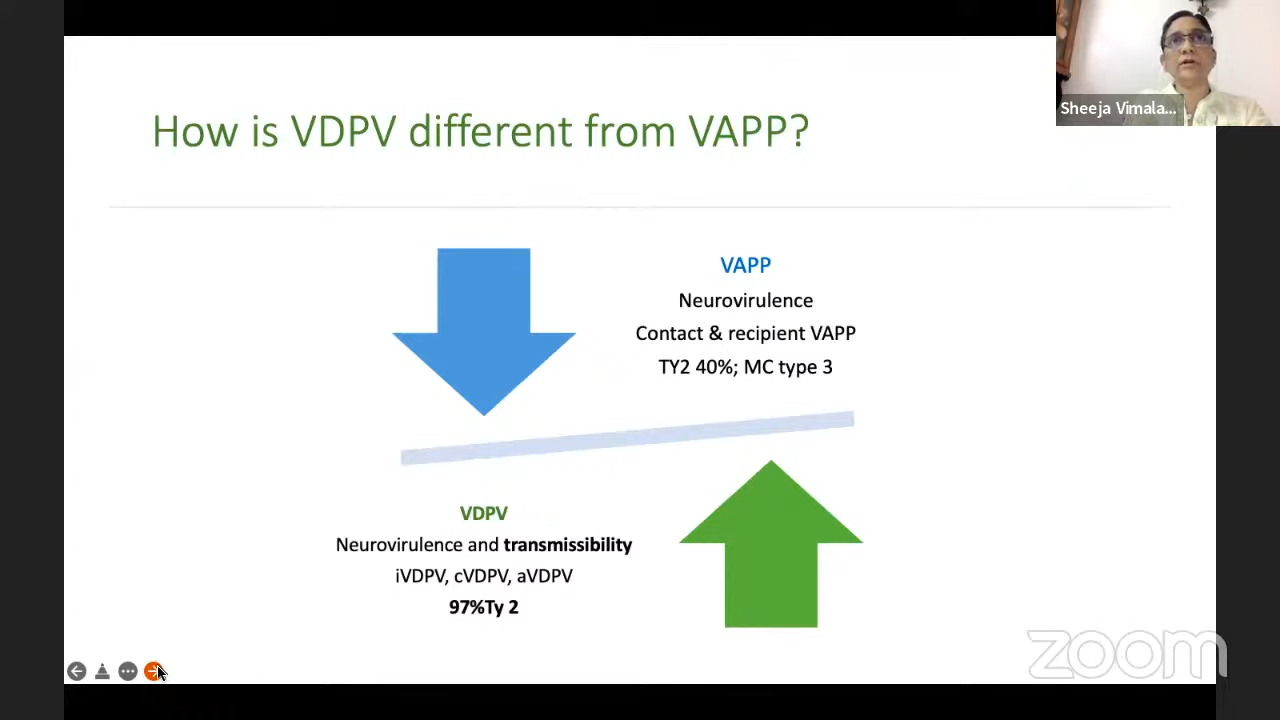 How is VDPV different from VAPP?
Sheeja Vimala...
VAPP
Neurovirulence
Contact & recipient VAPP
TY2 40%; MC type 3
VDPV
Neurovirulence and transmissibility
iVDPV, cVDPV, aVDPV
97%Ty 2
zoom